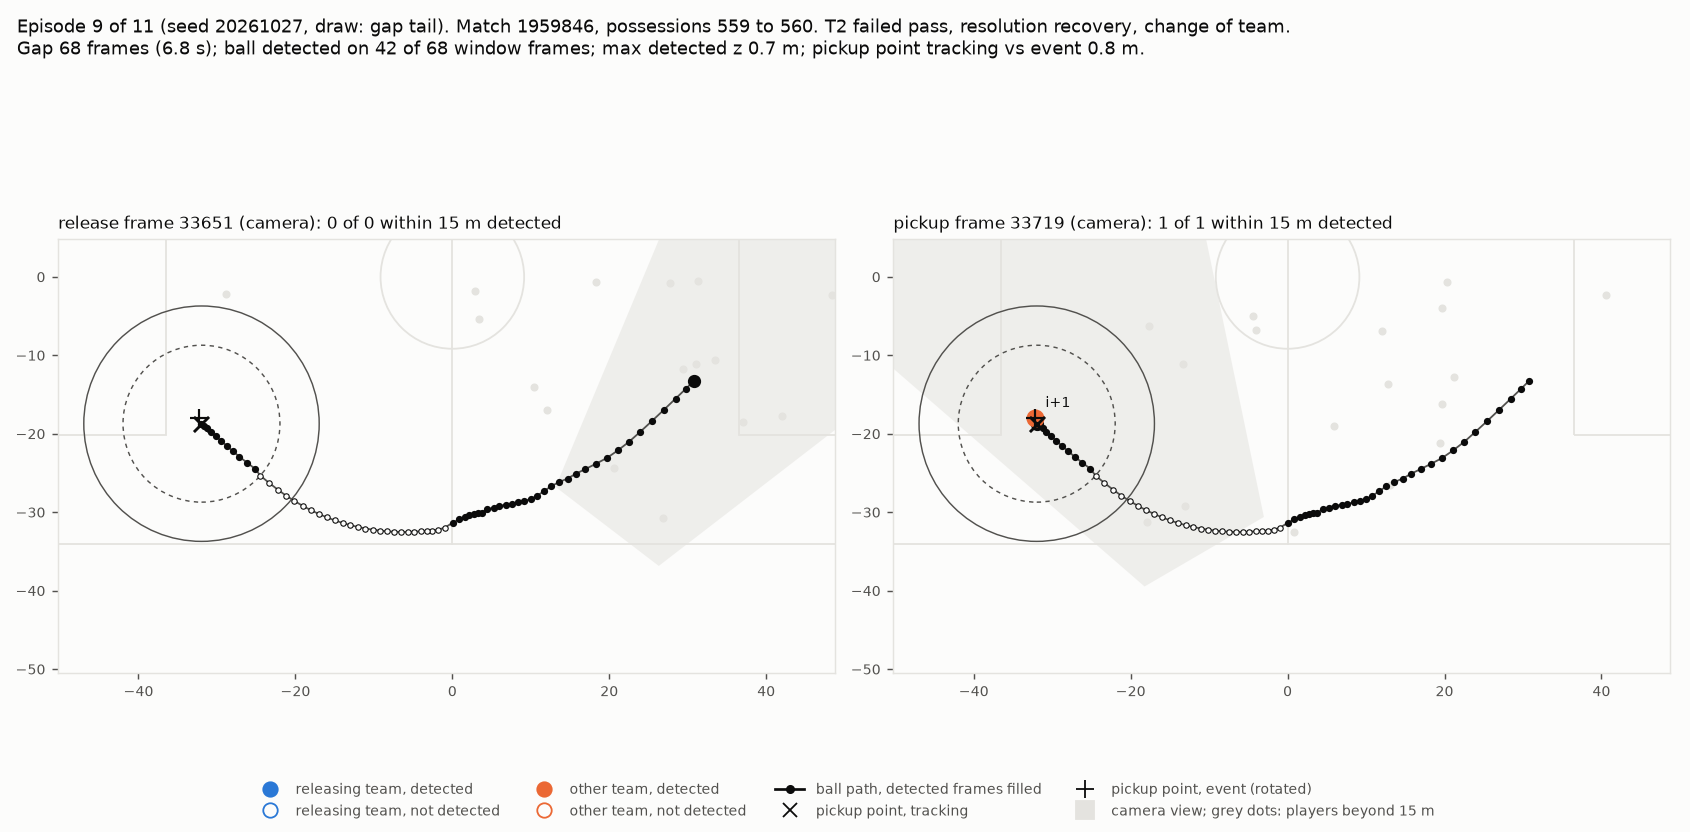 Episode 9 of 11 (seed 20261027, draw: gap tail). Match 1959846, possessions 559 to 560. T2 failed pass, resolution recovery, change of team.
Gap 68 frames (6.8 s); ball detected on 42 of 68 window frames; max detected z 0.7 m; pickup point tracking vs event 0.8 m.
release frame 33651 (camera): 0 of 0 within 15 m detected
0
−10
−20
−30
−40
−50
−40
−20
0
20
40
pickup frame 33719 (camera): 1 of 1 within 15 m detected
i+1
0
−10
−20
−30
−40
−50
−40
−20
0
20
40
releasing team, detected
releasing team, not detected
other team, detected
other team, not detected
ball path, detected frames filled
pickup point, tracking
pickup point, event (rotated)
camera view; grey dots: players beyond 15 m